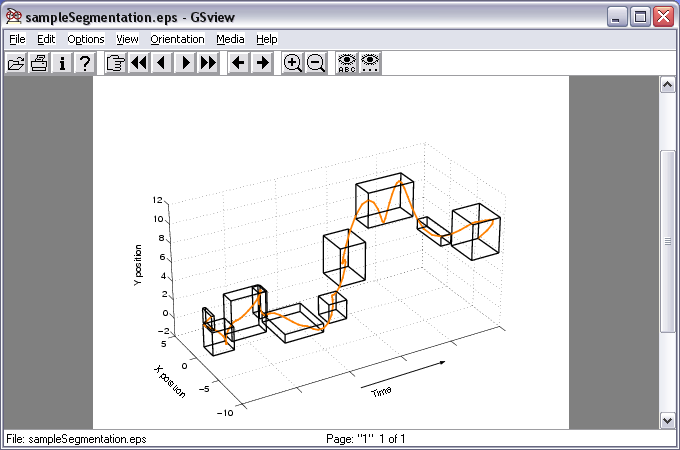 sampleSegmentation.eps - GSview
File Edit Options View Orientation Media Help
i ?
ABC
12
10
8
6
4
2
0
−2
Y position
5
0
−5
−10
X position
Time
File: sampleSegmentation.eps Page: "1" 1 of 1